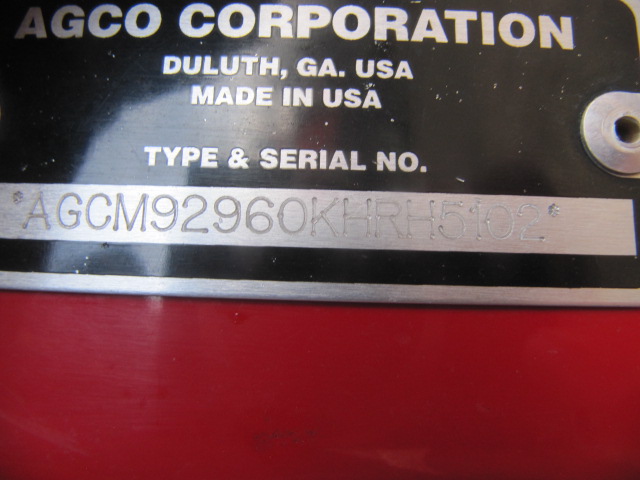 AGCO CORPORATION
DULUTH, GA. USA
MADE IN USA
TYPE & SERIAL NO.
*AGCM92960KHRH5102*